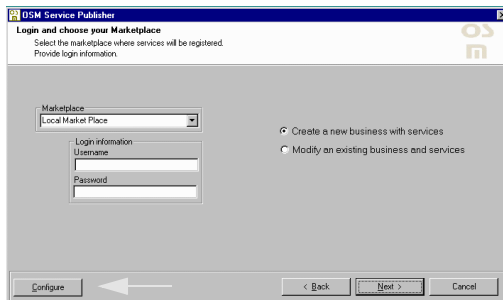 OSM Service Publisher
Login and choose your Marketplace
Select the marketplace where services will be registered.
Provide login information.
OS
M
Marketplace
Local Market Place
Login information
Username
Password
Create a new business with services
Modify an existing business and services
Configure
< Back
Next >
Cancel